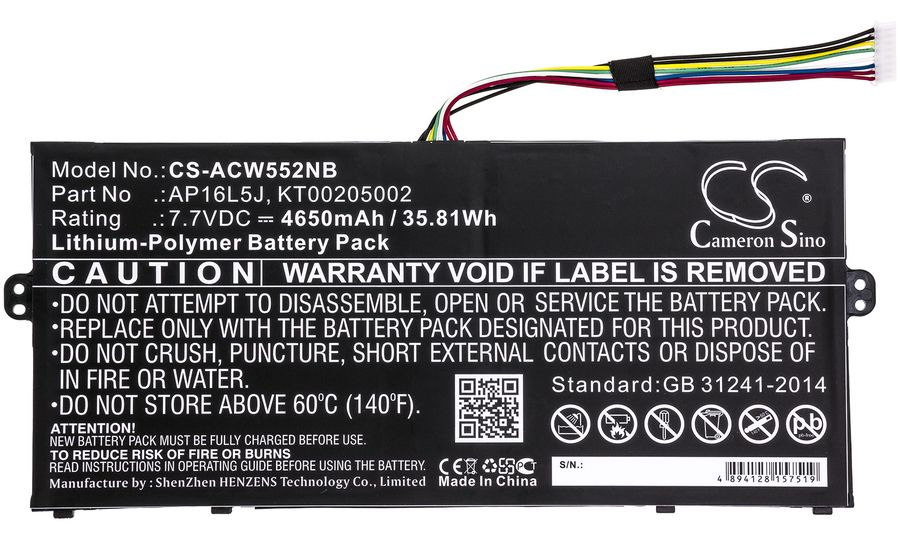 Model No.: CS-ACW552NB
Part No .: AP16L5J, KT00205002
Rating .: 7.7VDC ⎓ 4650mAh / 35.81Wh
Lithium-Polymer Battery Pack
CS ®
Cameron Sino
CAUTION WARRANTY VOID IF LABEL IS REMOVED
•DO NOT ATTEMPT TO DISASSEMBLE, OPEN OR SERVICE THE BATTERY PACK.
•REPLACE ONLY WITH THE BATTERY PACK DESIGNATED FOR THIS PRODUCT.
•DO NOT CRUSH, PUNCTURE, SHORT EXTERNAL CONTACTS OR DISPOSE OF
IN FIRE OR WATER.
•DO NOT STORE ABOVE 60°C (140°F).
Standard:GB 31241-2014
ATTENTION!
NEW BATTERY PACK MUST BE FULLY CHARGED BEFORE USE
TO REDUCE RISK OF FIRE OR BURNS
READ INSTRUCTIONS IN OPERATING GUIDE BEFORE USING THE BATTERY
Manufacture by : ShenZhen HENZENS Technology Co., Limited
CE
Made In China
pb
pb-free
S/N.:
4 894128 157519